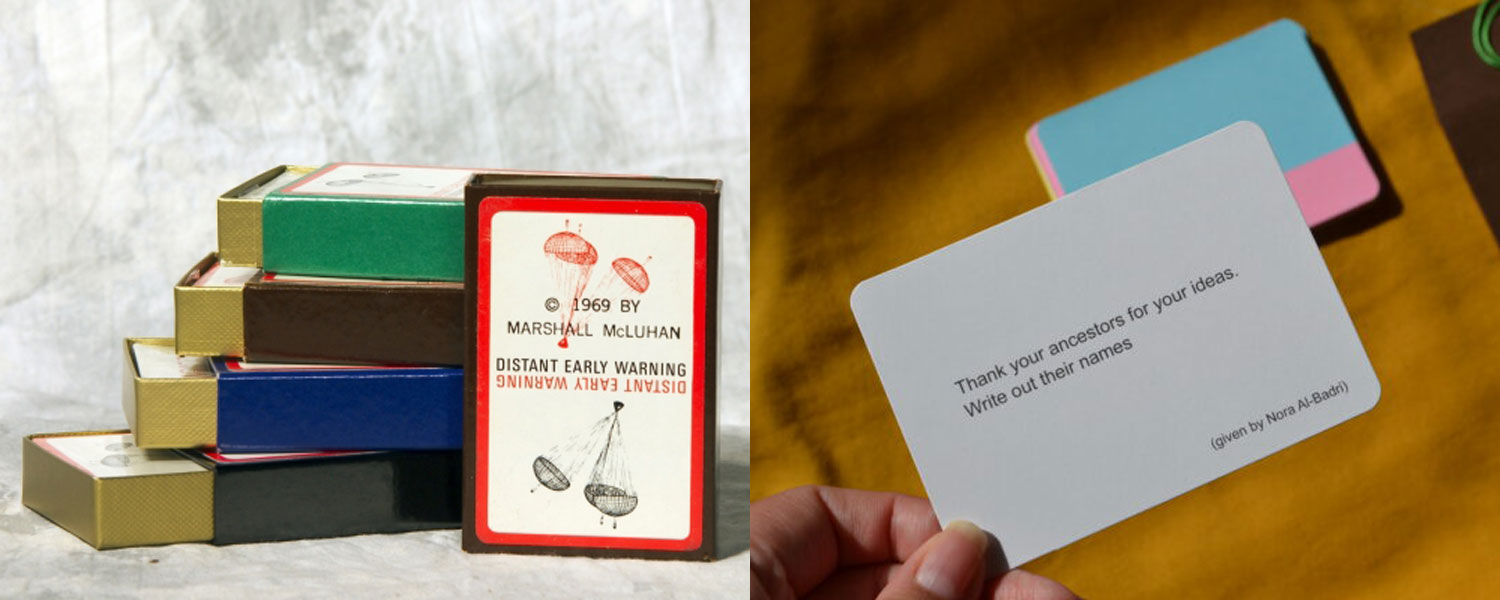 © 1969 BY
MARSHALL McLUHAN
DISTANT EARLY WARNING
DISTANT EARLY WARNING
Thank your ancestors for your ideas.
Write out their names
(given by Nora Al-Badri)